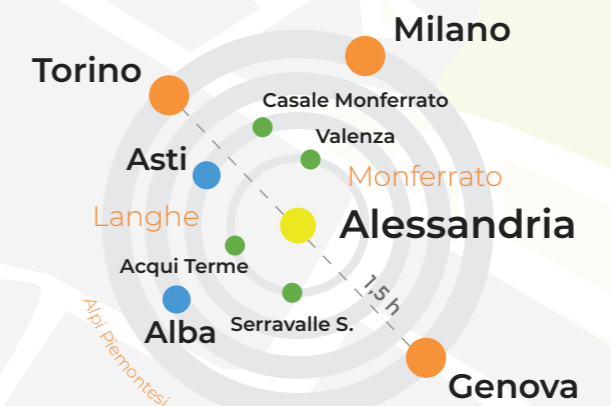 Milano
Torino
Casale Monferrato
Valenza
Asti
Monferrato
Langhe
Alessandria
Acqui Terme
1,5 h
Alpi Piemontesi
Alba
Serravalle S.
Genova